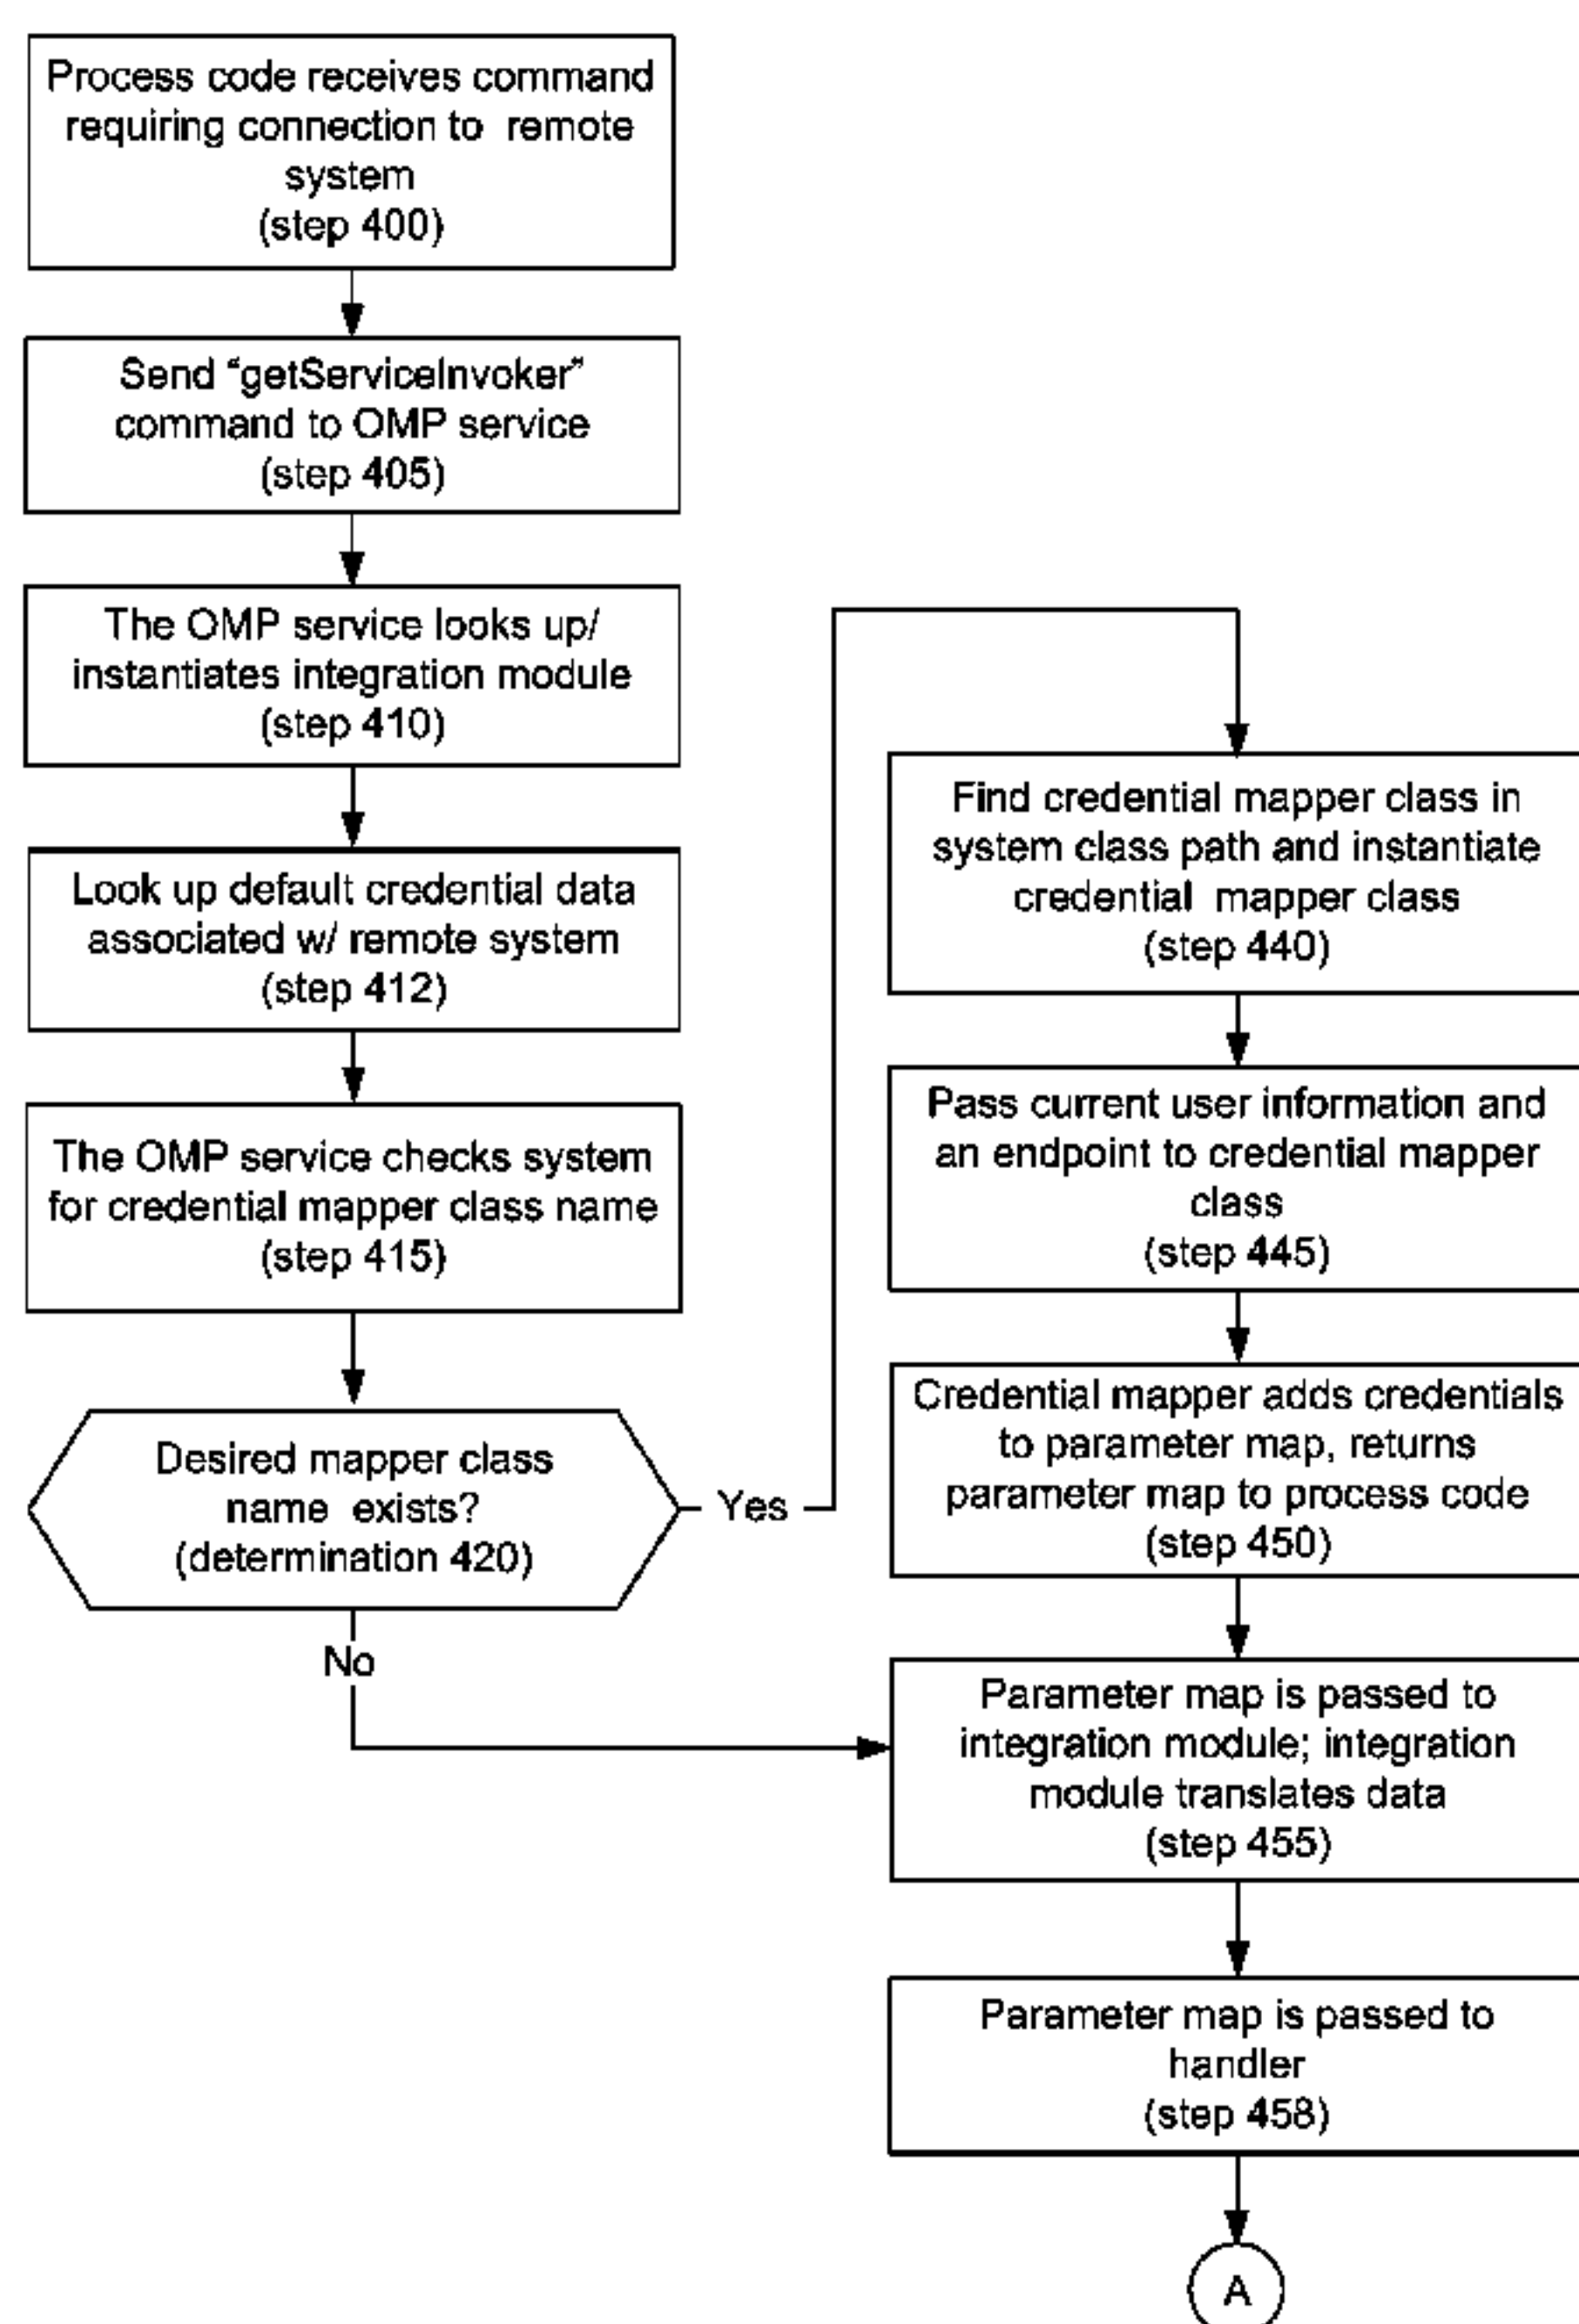 Process code receives command
requiring connection to remote
system
(step 400)
Send “getServiceInvoker”
command to OMP service
(step 405)
The OMP service looks up/
instantiates integration module
(step 410)
Look up default credential data
associated w/ remote system
(step 412)
The OMP service checks system
for credential mapper class name
(step 415)
Desired mapper class
name exists?
(determination 420)
Yes
No
Find credential mapper class in
system class path and instantiate
credential mapper class
(step 440)
Pass current user information and
an endpoint to credential mapper
class
(step 445)
Credential mapper adds credentials
to parameter map, returns
parameter map to process code
(step 450)
Parameter map is passed to
integration module; integration
module translates data
(step 455)
Parameter map is passed to
handler
(step 458)
A